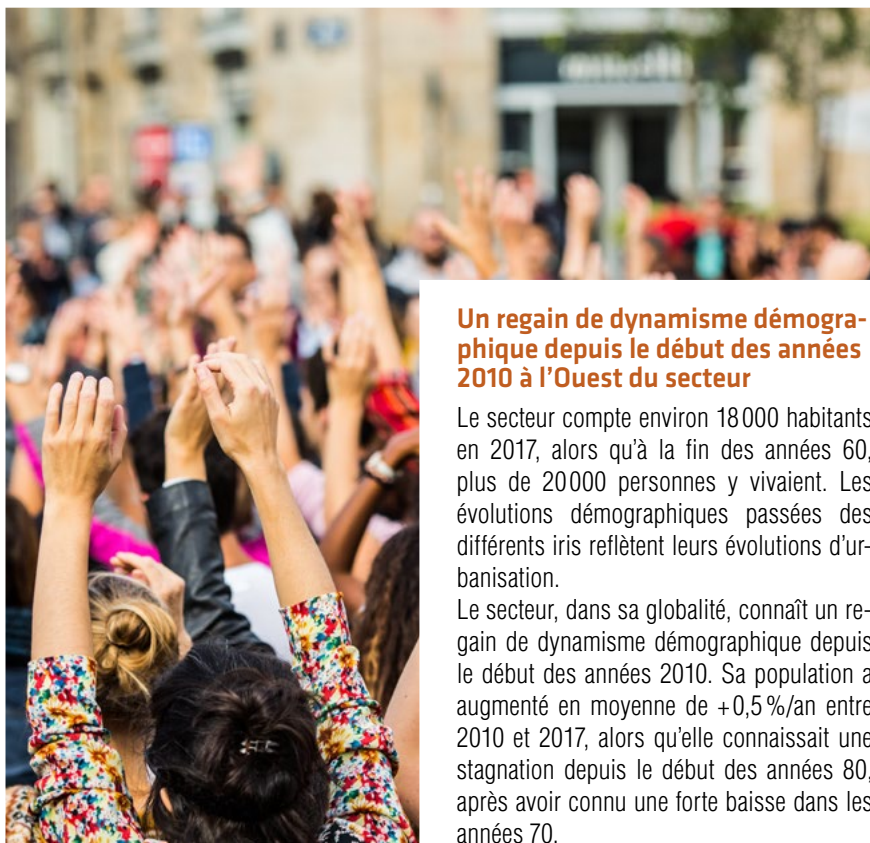 Un regain de dynamisme démogra-
phique depuis le début des années
2010 à l'Ouest du secteur
Le secteur compte environ 18 000 habitants
en 2017, alors qu'à la fin des années 60,
plus de 20 000 personnes y vivaient. Les
évolutions démographiques passées des
différents iris reflètent leurs évolutions d'ur-
banisation.
Le secteur, dans sa globalité, connaît un re-
gain de dynamisme démographique depuis
le début des années 2010. Sa population a
augmenté en moyenne de +0,5 %/an entre
2010 et 2017, alors qu'elle connaissait une
stagnation depuis le début des années 80,
après avoir connu une forte baisse dans les
années 70.